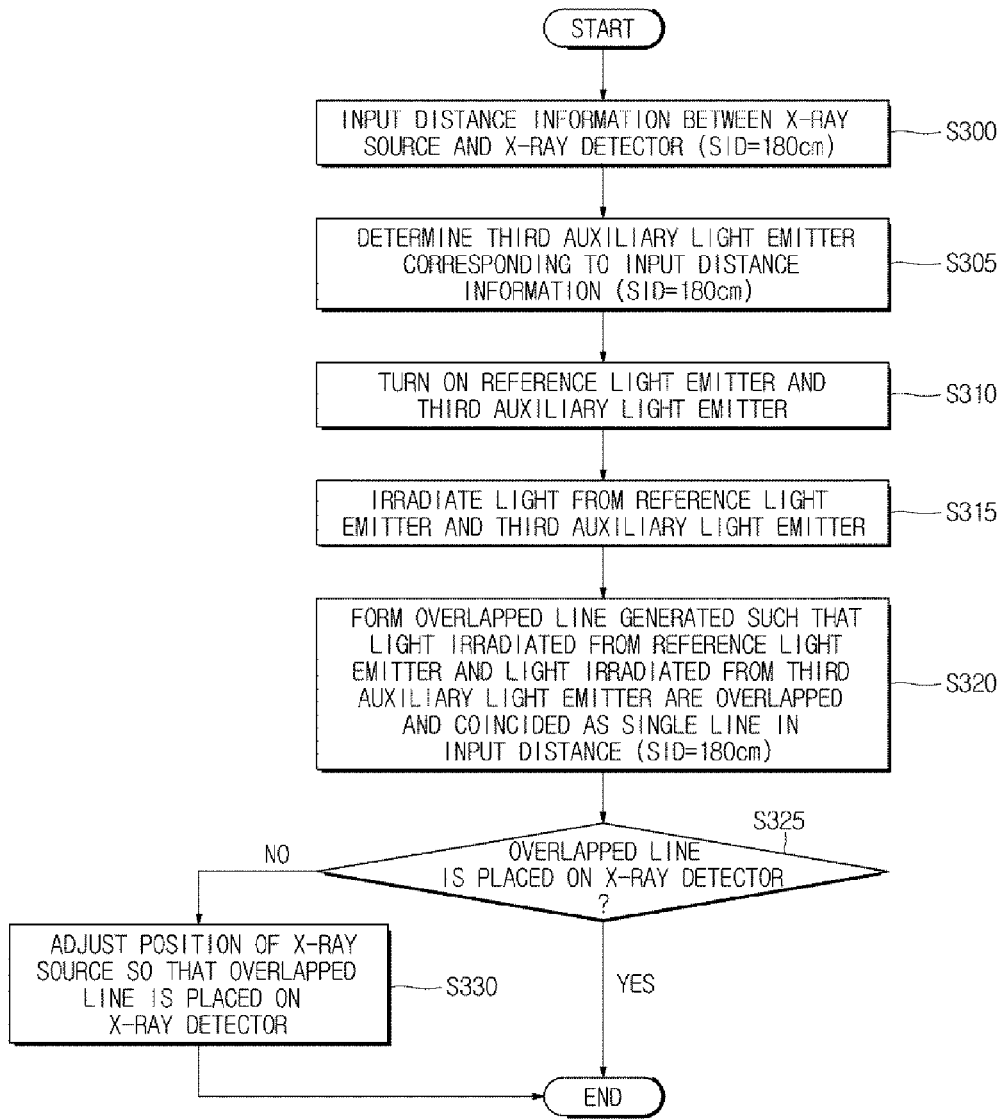 START
INPUT DISTANCE INFORMATION BETWEEN X-RAY
SOURCE AND X-RAY DETECTOR (SID=180cm)
S300
DETERMINE THIRD AUXILIARY LIGHT EMITTER
CORRESPONDING TO INPUT DISTANCE
INFORMATION (SID=180cm)
S305
TURN ON REFERENCE LIGHT EMITTER AND
THIRD AUXILIARY LIGHT EMITTER
S310
IRRADIATE LIGHT FROM REFERENCE LIGHT
EMITTER AND THIRD AUXILIARY LIGHT EMITTER
S315
FORM OVERLAPPED LINE GENERATED SUCH THAT
LIGHT IRRADIATED FROM REFERENCE LIGHT
EMITTER AND LIGHT IRRADIATED FROM THIRD
AUXILIARY LIGHT EMITTER ARE OVERLAPPED
AND COINCIDED AS SINGLE LINE IN
INPUT DISTANCE (SID=180cm)
S320
S325
OVERLAPPED LINE
IS PLACED ON X-RAY DETECTOR
?
NO
ADJUST POSITION OF X-RAY
SOURCE SO THAT OVERLAPPED
LINE IS PLACED ON
X-RAY DETECTOR
S330
YES
END